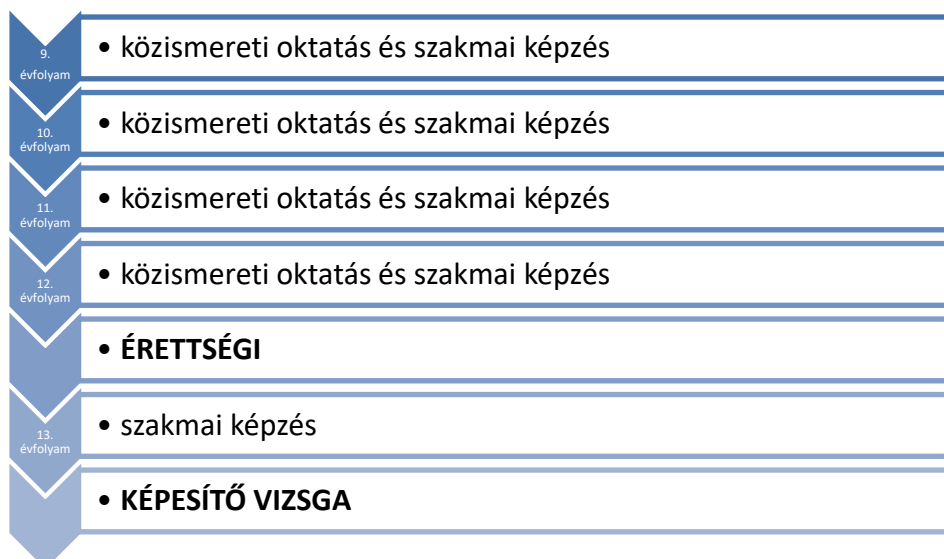 9.
évfolyam
• közismereti oktatás és szakmai képzés
10.
évfolyam
• közismereti oktatás és szakmai képzés
11.
évfolyam
• közismereti oktatás és szakmai képzés
12.
évfolyam
• közismereti oktatás és szakmai képzés
• ÉRETTSÉGI
13.
évfolyam
• szakmai képzés
• KÉPESÍTŐ VIZSGA